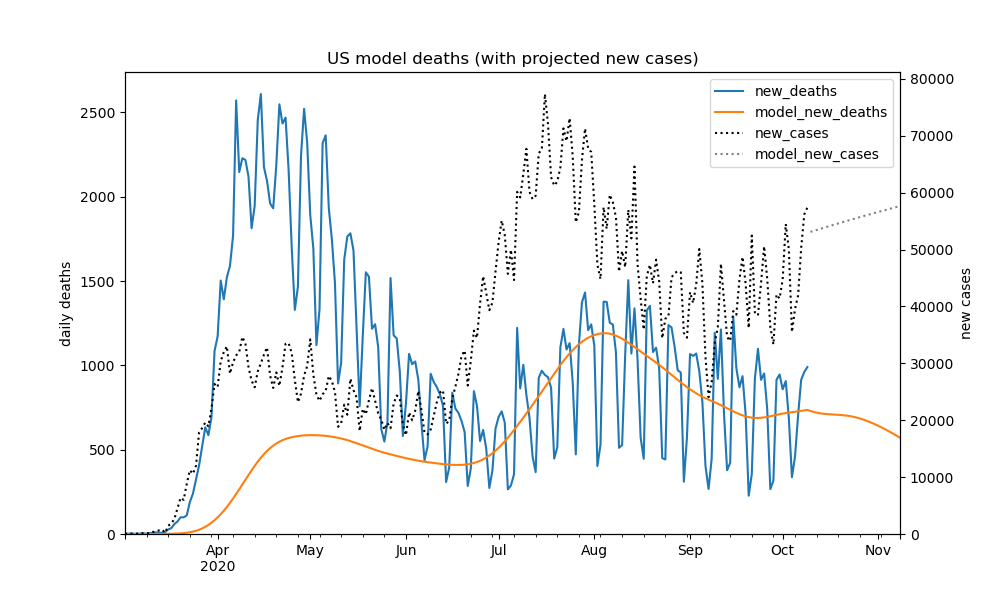 US model deaths (with projected new cases)
new_deaths
model_new_deaths
new_cases
model_new_cases
daily deaths
2500
2000
1500
1000
500
0
new cases
80000
70000
60000
50000
40000
30000
20000
10000
0
Apr May Jun Jul Aug Sep Oct Nov
2020